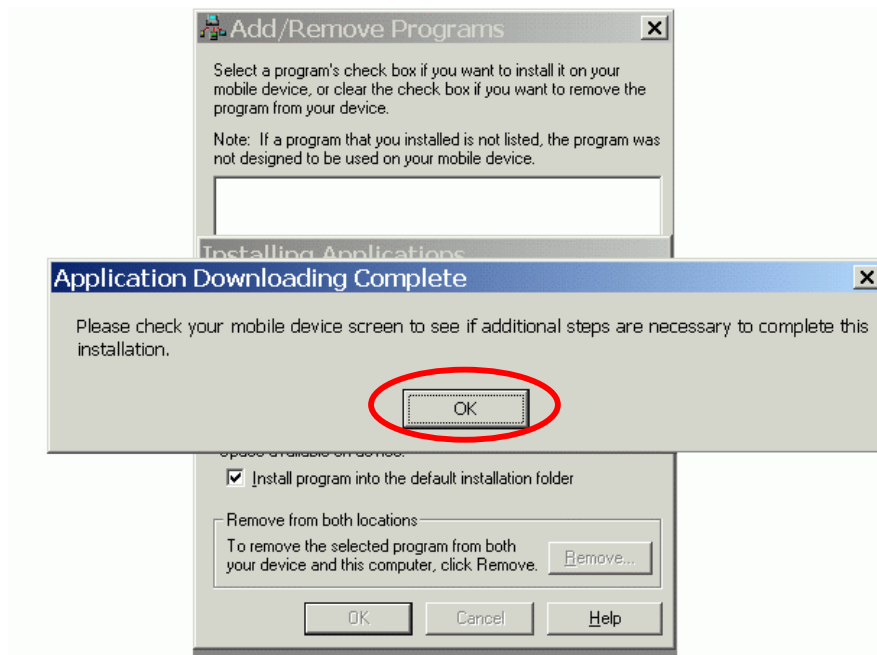 Add/Remove Programs
Select a program's check box if you want to install it on your
mobile device, or clear the check box if you want to remove the
program from your device.
Note: If a program that you installed is not listed, the program was
not designed to be used on your mobile device.
Installing Applications
Application Downloading Complete
Please check your mobile device screen to see if additional steps are necessary to complete this
installation.
OK
Space available on device:
Install program into the default installation folder
Remove from both locations
To remove the selected program from both
your device and this computer, click Remove.
Remove...
OK
Cancel
Help